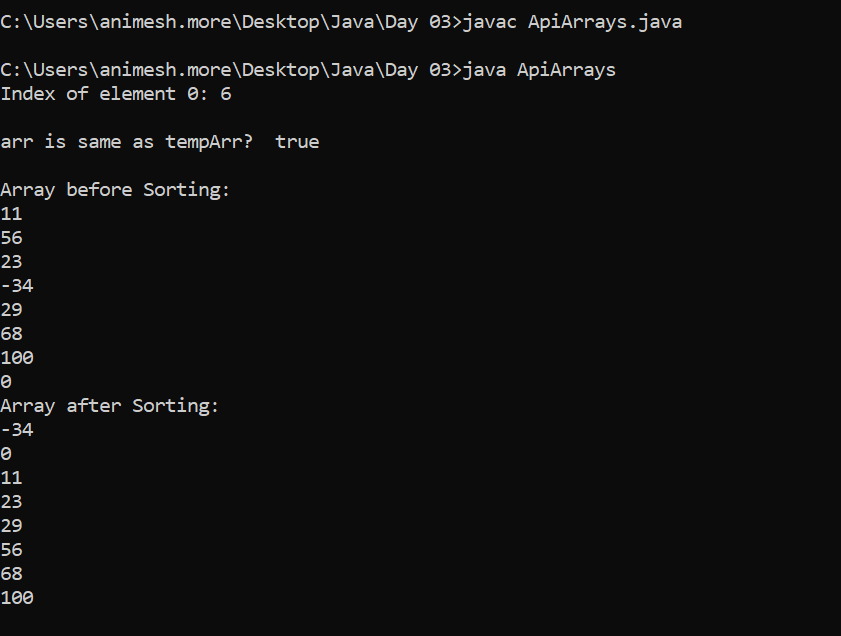 C:\Users\animesh.more\Desktop\Java\Day 03>javac ApiArrays.java
C:\Users\animesh.more\Desktop\Java\Day 03>java ApiArrays
Index of element 0: 6
arr is same as tempArr?  true
Array before Sorting:
11
56
23
-34
29
68
100
0
Array after Sorting:
-34
0
11
23
29
56
68
100